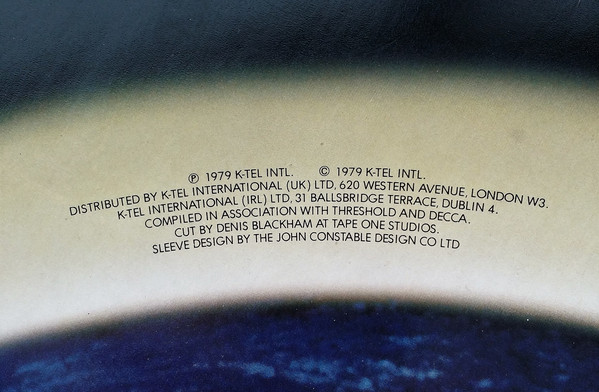 ℗ 1979 K-TEL INTL. © 1979 K-TEL INTL.
DISTRIBUTED BY K-TEL INTERNATIONAL (UK) LTD, 620 WESTERN AVENUE, LONDON W3.
K-TEL INTERNATIONAL (IRL) LTD, 31 BALLSBRIDGE TERRACE, DUBLIN 4.
COMPILED IN ASSOCIATION WITH THRESHOLD AND DECCA.
CUT BY DENIS BLACKHAM AT TAPE ONE STUDIOS.
SLEEVE DESIGN BY THE JOHN CONSTABLE DESIGN CO LTD